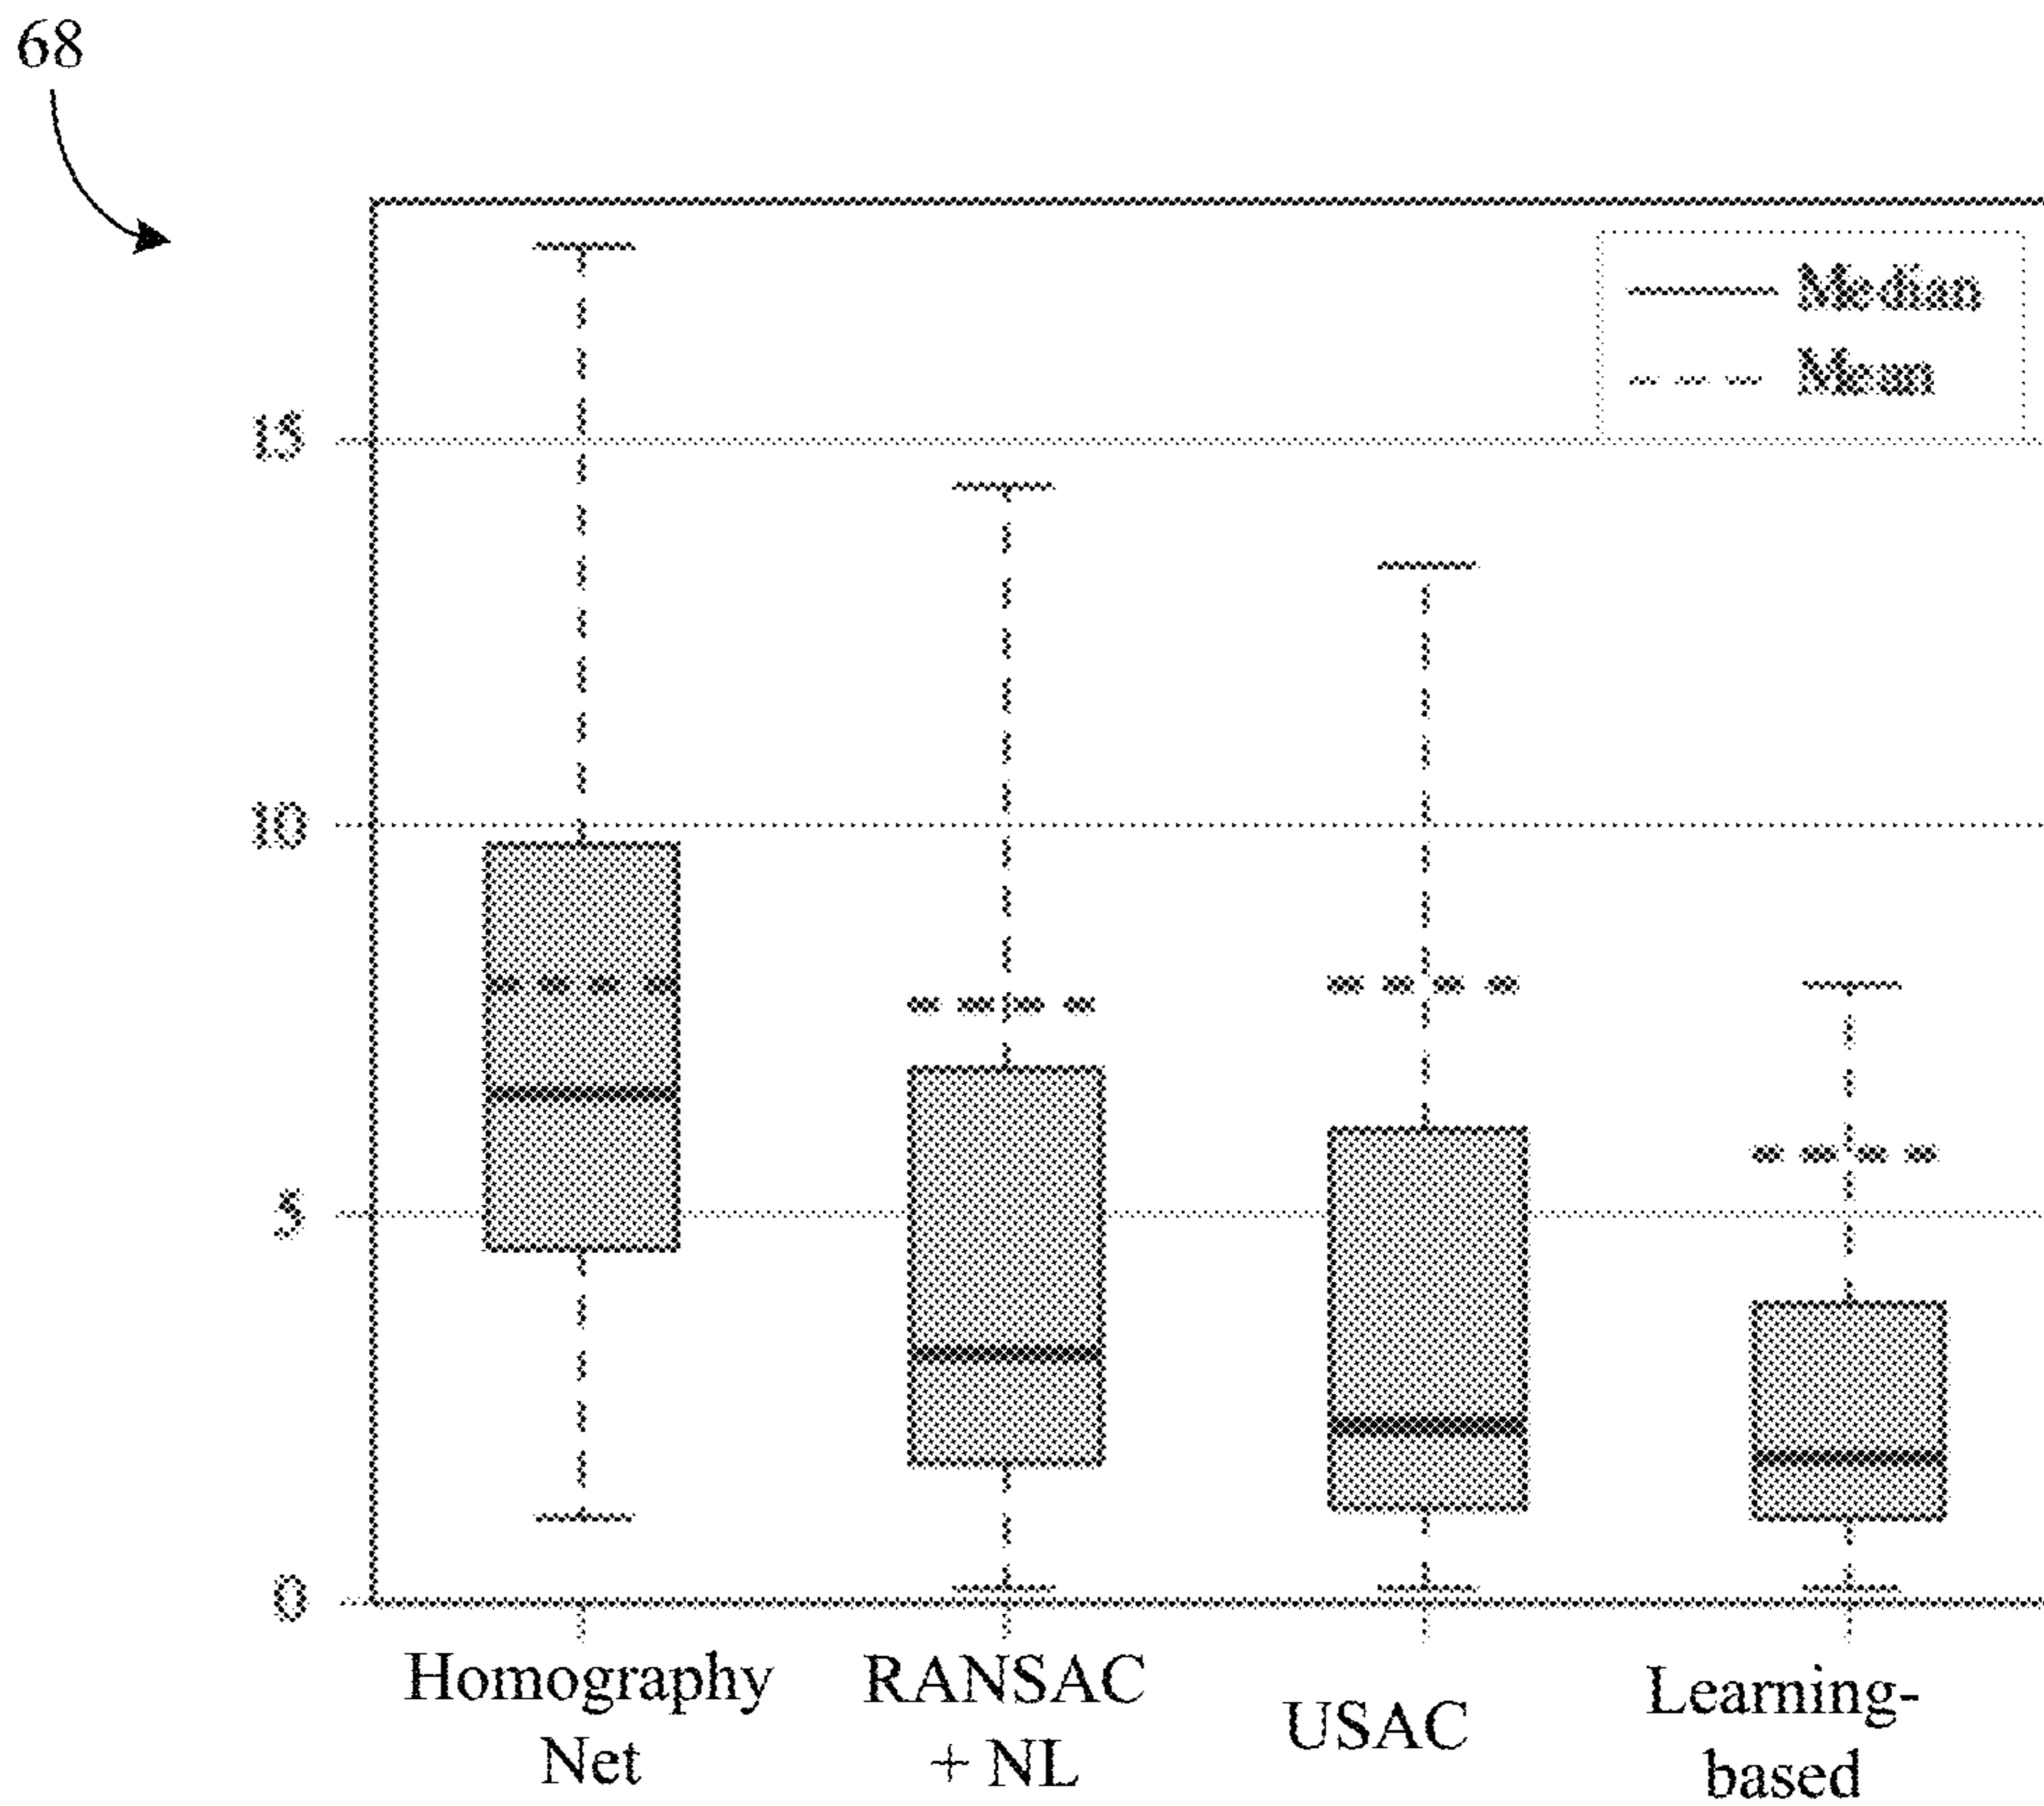 68
Median
Mean
15
10
5
0
Homography
Net
RANSAC
+ NL
USAC
Learning-
based